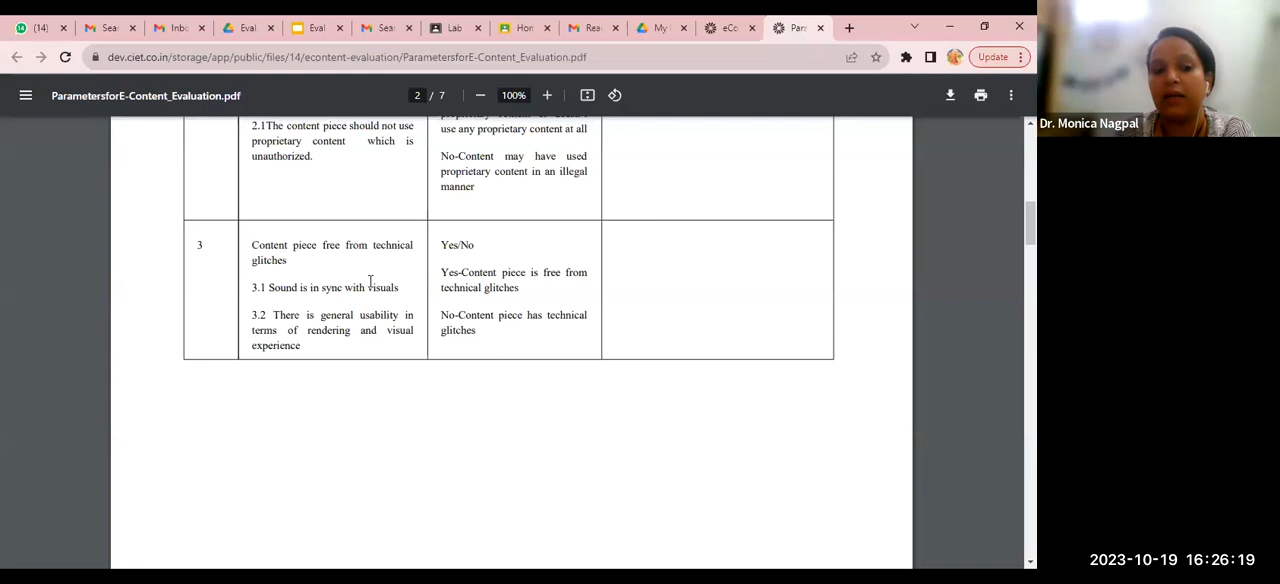 (14)
Sear
Inbo
Eval
Eval
Sear
Lab
Hon
Rea
My
eCo
Para
dev.ciet.co.in/storage/app/public/files/14/econtent-evaluation/ParametersforE-Content_Evaluation.pdf
Update
ParametersforE-Content_Evaluation.pdf
2 / 7
100%
Dr. Monica Nagpal
2.1The content piece should not use
proprietary content which is
unauthorized.
use any proprietary content at all
No-Content may have used
proprietary content in an illegal
manner
3
Content piece free from technical
glitches
3.1 Sound is in sync with visuals
3.2 There is general usability in
terms of rendering and visual
experience
Yes/No
Yes-Content piece is free from
technical glitches
No-Content piece has technical
glitches
2023-10-19 16:26:19